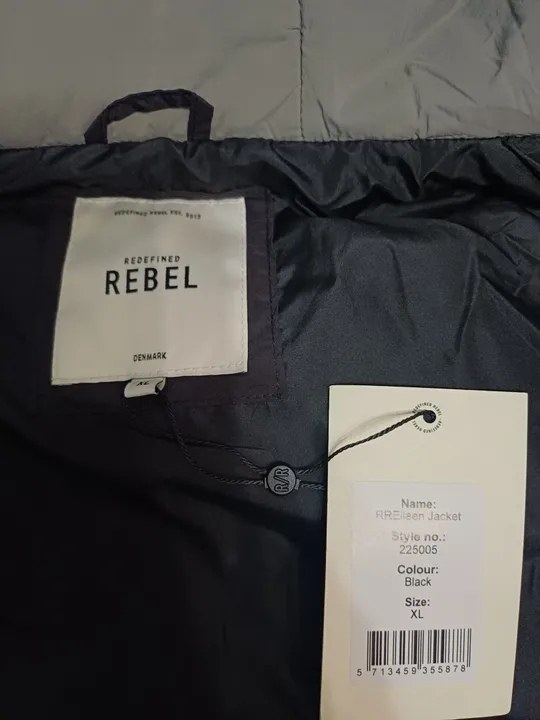 REDEFINED REBEL EST. 2013
REDEFINED
REBEL
DENMARK
XL
R/R
Name:
RREileen Jacket
Style no.:
225005
Colour:
Black
Size:
XL
5 713459 355878